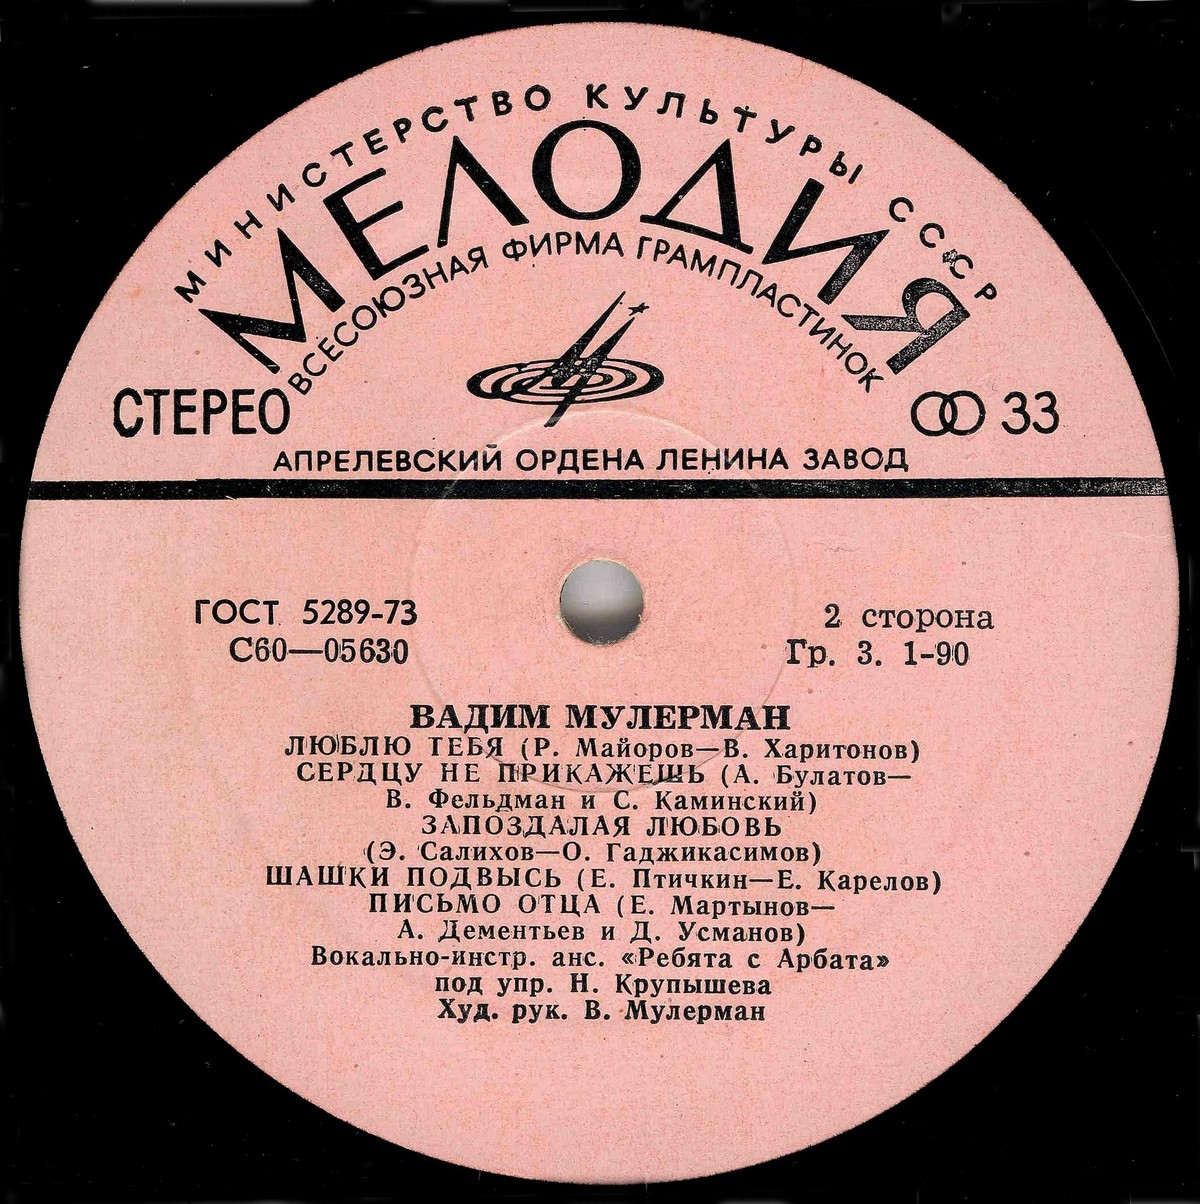 МИНИСТЕРСТВО КУЛЬТУРЫ СССР
МЕЛОДИЯ
ВСЕСОЮЗНАЯ ФИРМА ГРАМПЛАСТИНОК
СТЕРЕО
33
АПРЕЛЕВСКИЙ ОРДЕНА ЛЕНИНА ЗАВОД
ГОСТ 5289-73
2 сторона
С60—05630
Гр. 3. 1-90
ВАДИМ МУЛЕРМАН
ЛЮБЛЮ ТЕБЯ (Р. Майоров—В. Харитонов)
СЕРДЦУ НЕ ПРИКАЖЕШЬ (А. Булатов—
В. Фельдман и С. Каминский)
ЗАПОЗДАЛАЯ ЛЮБОВЬ
(Э. Салихов—О. Гаджикасимов)
ШАШКИ ПОДВЫСЬ (Е. Птичкин—Е. Карелов)
ПИСЬМО ОТЦА (Е. Мартынов—
А. Дементьев и Д. Усманов)
Вокально-инстр. анс. «Ребята с Арбата»
под упр. Н. Крупышева
Худ. рук. В. Мулерман